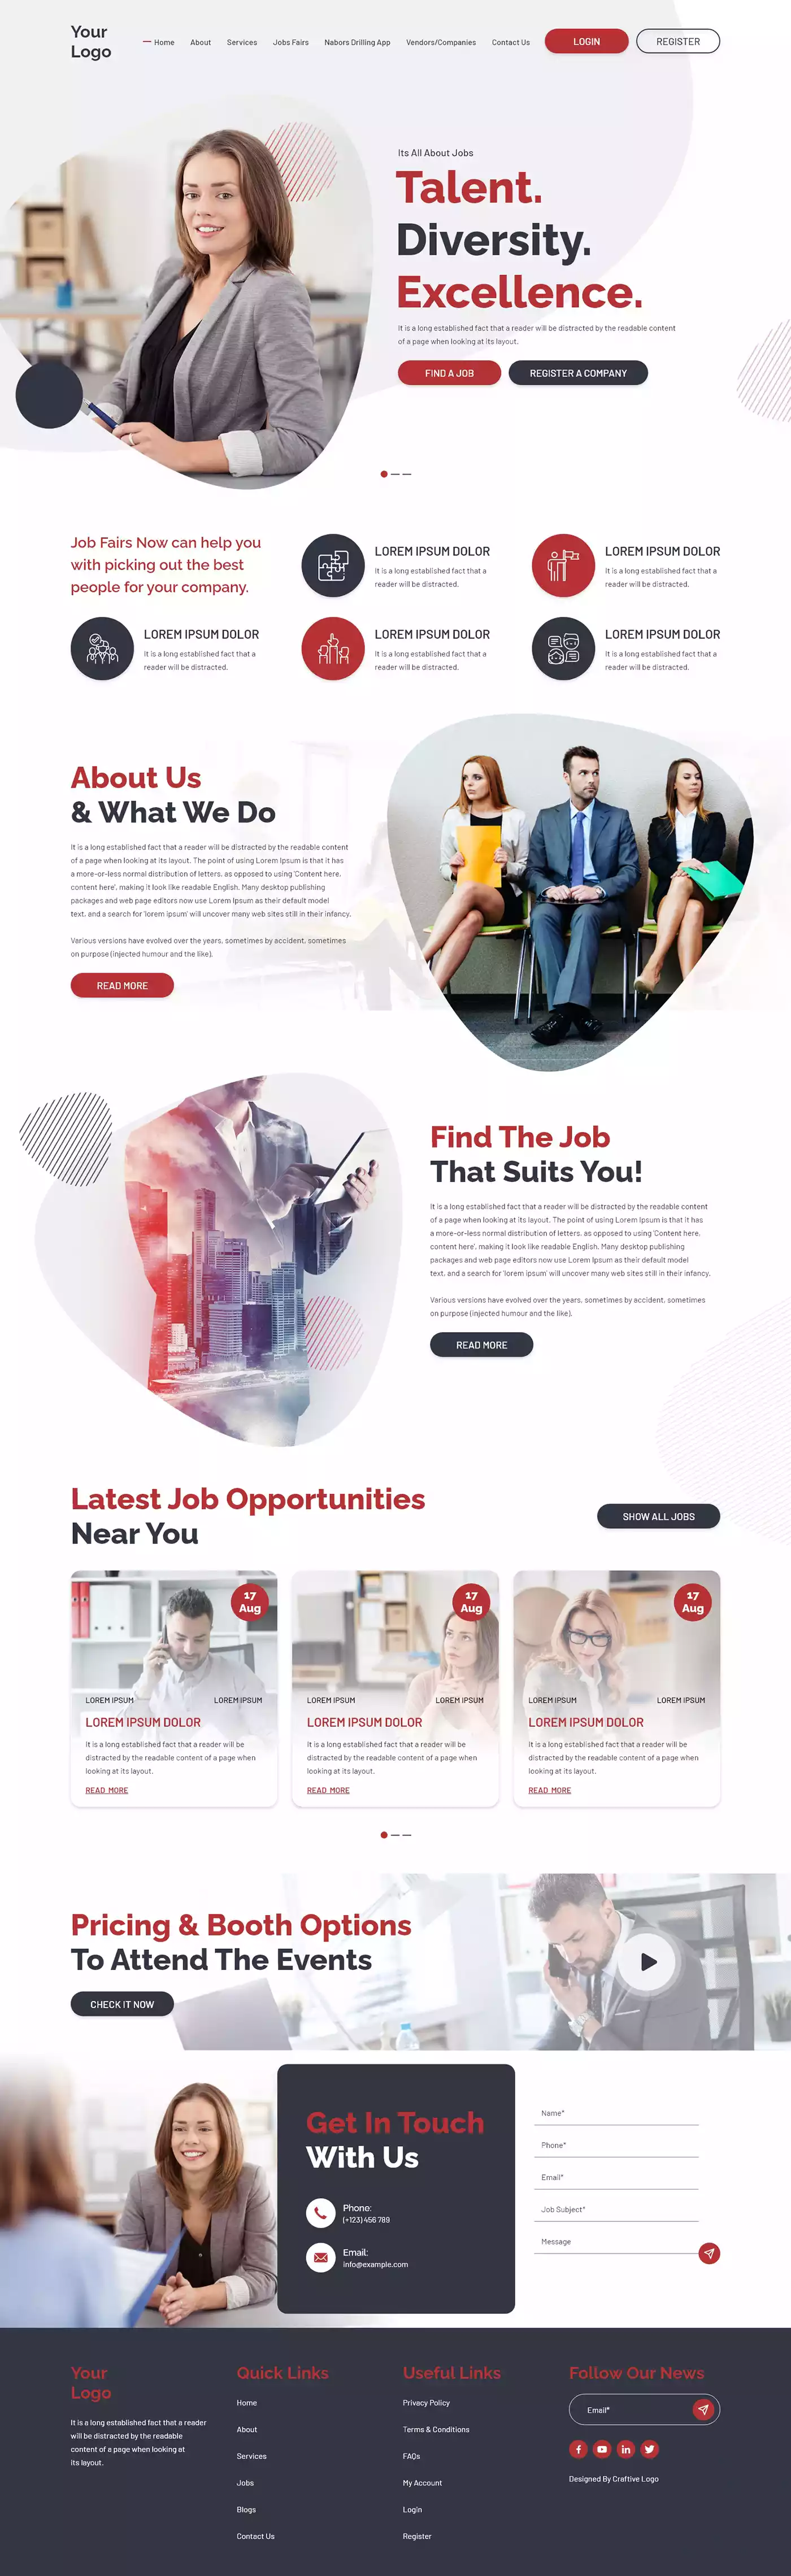 Your
Logo
Home About Services Jobs Fairs Nabors Drilling App Vendors/Companies Contact Us LOGIN REGISTER
Its All About Jobs
Talent.
Diversity.
Excellence.
It is a long established fact that a reader will be distracted by the readable content
of a page when looking at its layout.
FIND A JOB REGISTER A COMPANY
Job Fairs Now can help you
with picking out the best
people for your company.
LOREM IPSUM DOLOR
It is a long established fact that a
reader will be distracted.
LOREM IPSUM DOLOR
It is a long established fact that a
reader will be distracted.
LOREM IPSUM DOLOR
It is a long established fact that a
reader will be distracted.
LOREM IPSUM DOLOR
It is a long established fact that a
reader will be distracted.
LOREM IPSUM DOLOR
It is a long established fact that a
reader will be distracted.
About Us
& What We Do
It is a long established fact that a reader will be distracted by the readable content
of a page when looking at its layout. The point of using Lorem Ipsum is that it has
a more-or-less normal distribution of letters, as opposed to using 'Content here,
content here', making it look like readable English. Many desktop publishing
packages and web page editors now use Lorem Ipsum as their default model
text, and a search for 'lorem ipsum' will uncover many web sites still in their infancy.
Various versions have evolved over the years, sometimes by accident, sometimes
on purpose (injected humour and the like).
READ MORE
Find The Job
That Suits You!
It is a long established fact that a reader will be distracted by the readable content
of a page when looking at its layout. The point of using Lorem Ipsum is that it has
a more-or-less normal distribution of letters, as opposed to using 'Content here,
content here', making it look like readable English. Many desktop publishing
packages and web page editors now use Lorem Ipsum as their default model
text, and a search for 'lorem ipsum' will uncover many web sites still in their infancy.
Various versions have evolved over the years, sometimes by accident, sometimes
on purpose (injected humour and the like).
READ MORE
Latest Job Opportunities
Near You
SHOW ALL JOBS
17
Aug
LOREM IPSUM LOREM IPSUM
LOREM IPSUM DOLOR
It is a long established fact that a reader will be
distracted by the readable content of a page when
looking at its layout.
READ MORE
17
Aug
LOREM IPSUM LOREM IPSUM
LOREM IPSUM DOLOR
It is a long established fact that a reader will be
distracted by the readable content of a page when
looking at its layout.
READ MORE
17
Aug
LOREM IPSUM LOREM IPSUM
LOREM IPSUM DOLOR
It is a long established fact that a reader will be
distracted by the readable content of a page when
looking at its layout.
READ MORE
Pricing & Booth Options
To Attend The Events
CHECK IT NOW
Get In Touch
With Us
Phone:
(+123) 456 789
Email:
info@example.com
Name*
Phone*
Email*
Job Subject*
Message
Your
Logo
It is a long established fact that a reader
will be distracted by the readable
content of a page when looking at
its layout.
Quick Links
Home
About
Services
Jobs
Blogs
Contact Us
Useful Links
Privacy Policy
Terms & Conditions
FAQs
My Account
Login
Register
Follow Our News
Email*
Designed By Craftive Logo